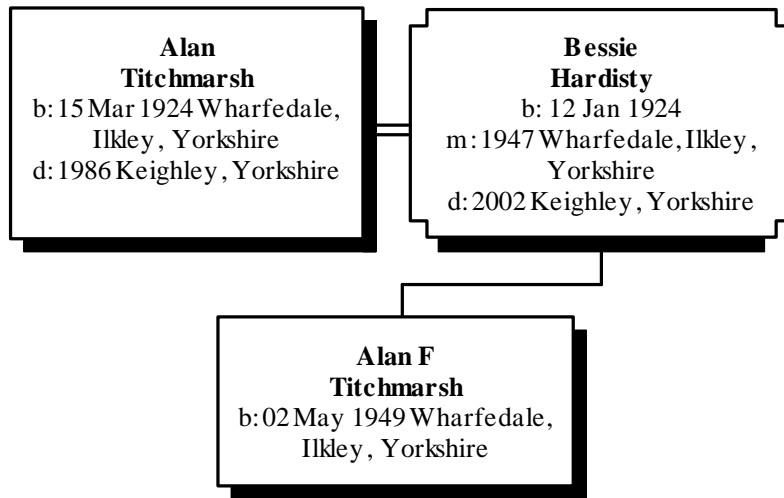 Alan
Titchmarsh
b: 15 Mar 1924 Wharfedale,
Ilkley, Yorkshire
d: 1986 Keighley, Yorkshire
Bessie
Hardisty
b: 12 Jan 1924
m: 1947 Wharfedale, Ilkley,
Yorkshire
d: 2002 Keighley, Yorkshire
Alan F
Titchmarsh
b: 02 May 1949 Wharfedale,
Ilkley, Yorkshire